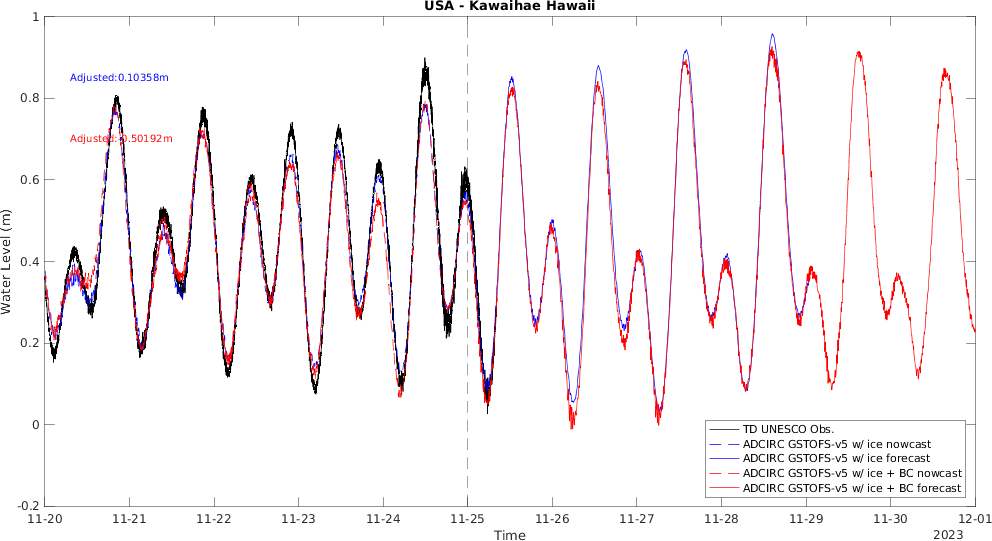 USA - Kawaihae Hawaii
1
0.8
0.6
0.4
0.2
0
-0.2
Water Level (m)
Adjusted:0.10358m
Adjusted:-0.50192m
TD UNESCO Obs.
ADCIRC GSTOFS-v5 w/ ice nowcast
ADCIRC GSTOFS-v5 w/ ice forecast
ADCIRC GSTOFS-v5 w/ ice + BC nowcast
ADCIRC GSTOFS-v5 w/ ice + BC forecast
11-20 11-21 11-22 11-23 11-24 11-25 11-26 11-27 11-28 11-29 11-30 12-01
Time
2023